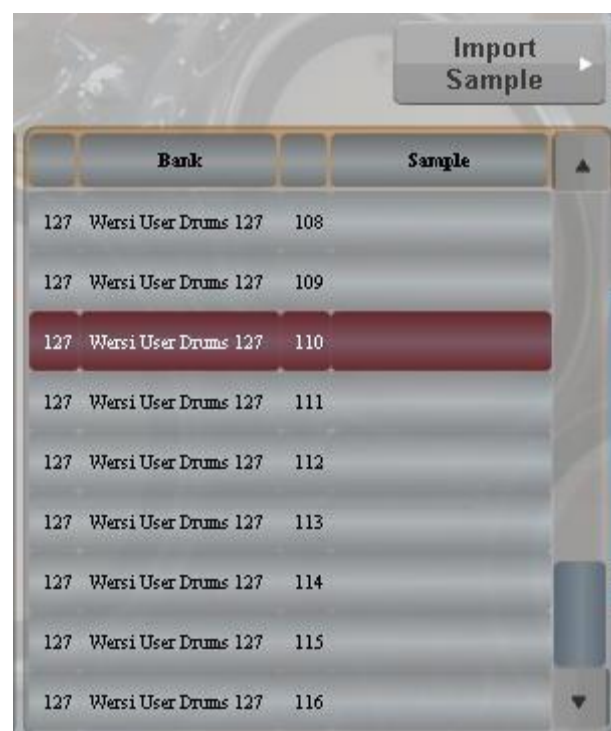 Import
Sample
Bank Sample
127 Wersi User Drums 127 108
127 Wersi User Drums 127 109
127 Wersi User Drums 127 110
127 Wersi User Drums 127 111
127 Wersi User Drums 127 112
127 Wersi User Drums 127 113
127 Wersi User Drums 127 114
127 Wersi User Drums 127 115
127 Wersi User Drums 127 116